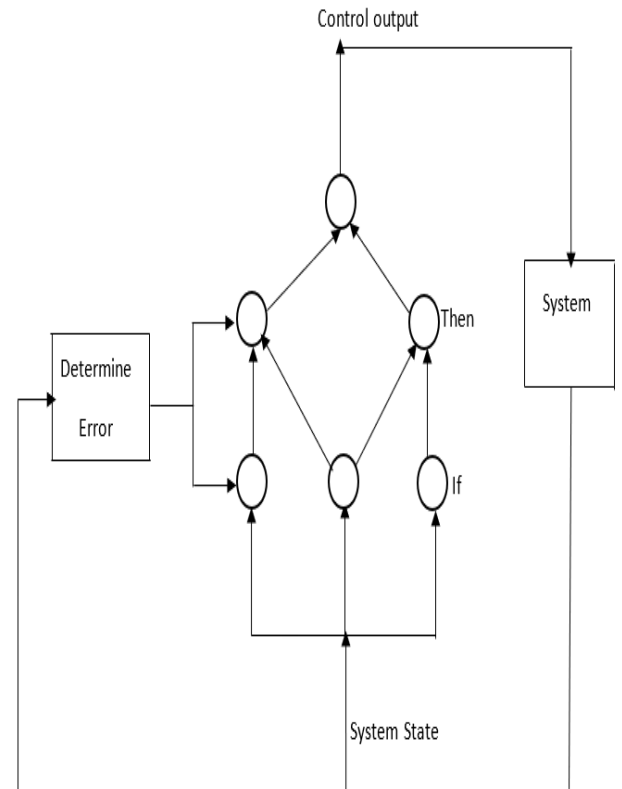 Control output
System
Then
Determine
Error
If
System State